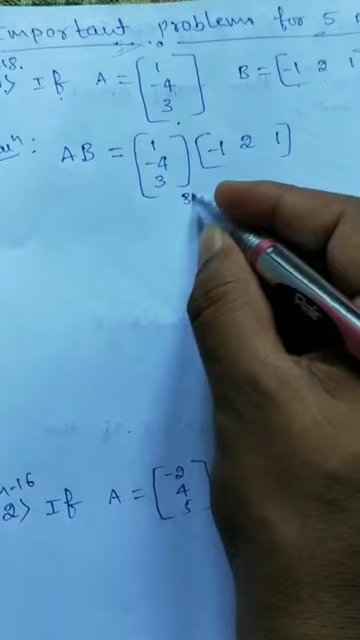 Important problems for 5
18.
1> If A = [ 1 -4 3 ] B = [ -1 2 1
: AB = [ 1 -4 3 ] [ -1 2 1 ]
3
-16
2> If A = [ -2 4 5 ]